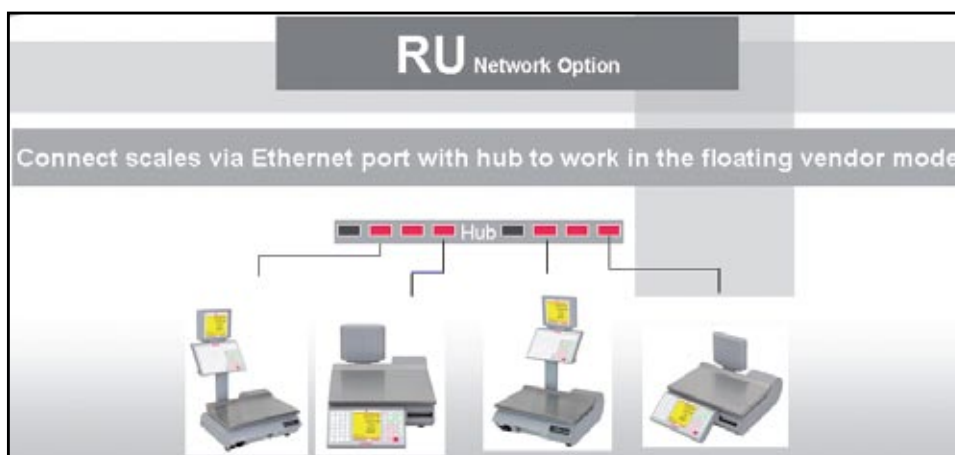 RU Network Option
Connect scales via Ethernet port with hub to work in the floating vendor mode
Hub